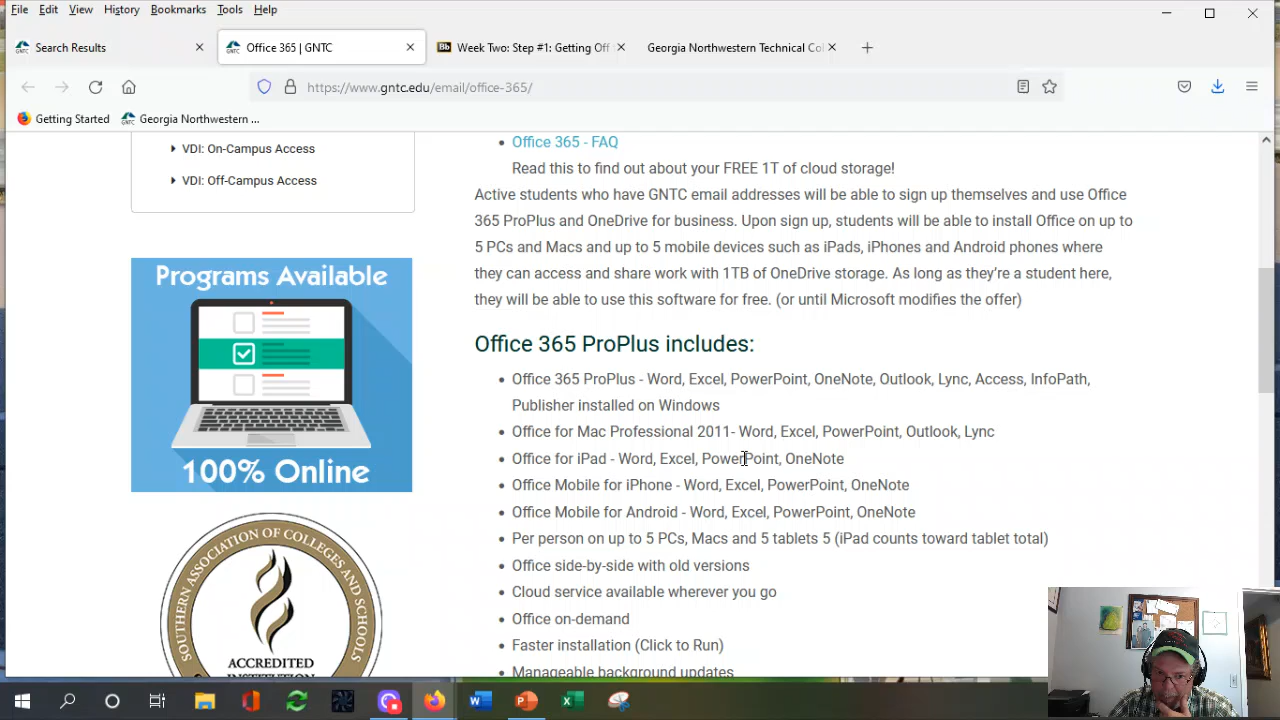 File Edit View History Bookmarks Tools Help
Search Results
Office 365 | GNTC
Bb Week Two: Step #1: Getting Off
Georgia Northwestern Technical Col
https://www.gntc.edu/email/office-365/
Getting Started
Georgia Northwestern ...
VDI: On-Campus Access
VDI: Off-Campus Access
Programs Available
100% Online
SOUTHERN ASSOCIATION OF COLLEGES AND SCHOOLS
ACCREDITED
Office 365 - FAQ
Read this to find out about your FREE 1T of cloud storage!
Active students who have GNTC email addresses will be able to sign up themselves and use Office
365 ProPlus and OneDrive for business. Upon sign up, students will be able to install Office on up to
5 PCs and Macs and up to 5 mobile devices such as iPads, iPhones and Android phones where
they can access and share work with 1TB of OneDrive storage. As long as they're a student here,
they will be able to use this software for free. (or until Microsoft modifies the offer)
Office 365 ProPlus includes:
Office 365 ProPlus - Word, Excel, PowerPoint, OneNote, Outlook, Lync, Access, InfoPath,
Publisher installed on Windows
Office for Mac Professional 2011- Word, Excel, PowerPoint, Outlook, Lync
Office for iPad - Word, Excel, PowerPoint, OneNote
Office Mobile for iPhone - Word, Excel, PowerPoint, OneNote
Office Mobile for Android - Word, Excel, PowerPoint, OneNote
Per person on up to 5 PCs, Macs and 5 tablets 5 (iPad counts toward tablet total)
Office side-by-side with old versions
Cloud service available wherever you go
Office on-demand
Faster installation (Click to Run)
Manageable background updates